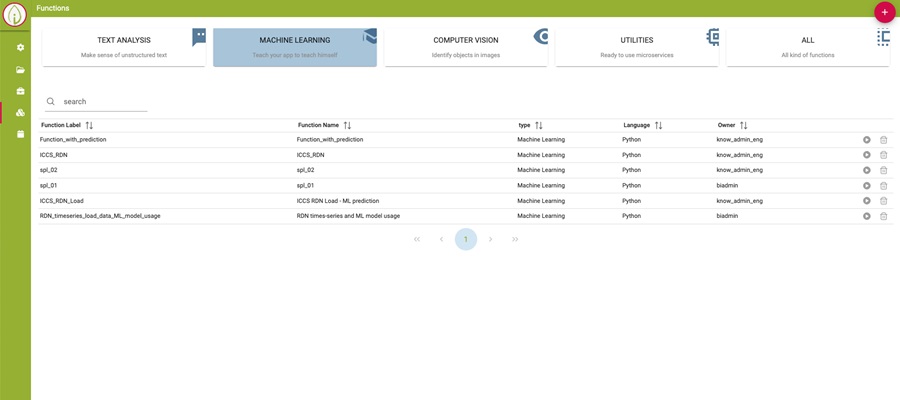 Functions
+
TEXT ANALYSIS
Make sense of unstructured text
MACHINE LEARNING
Teach your app to teach himself
COMPUTER VISION
Identify objects in images
UTILITIES
Ready to use microservices
ALL
All kind of functions
search
Function Label Function Name type Language Owner
Function_with_prediction Function_with_prediction Machine Learning Python know_admin_eng
ICCS_RDN ICCS_RDN Machine Learning Python know_admin_eng
spl_02 spl_02 Machine Learning Python know_admin_eng
spl_01 spl_01 Machine Learning Python biadmin
ICCS_RDN_Load ICCS RDN Load - ML prediction Machine Learning Python know_admin_eng
RDN_timeseries_load_data_ML_model_usage RDN times-series and ML model usage Machine Learning Python biadmin
1